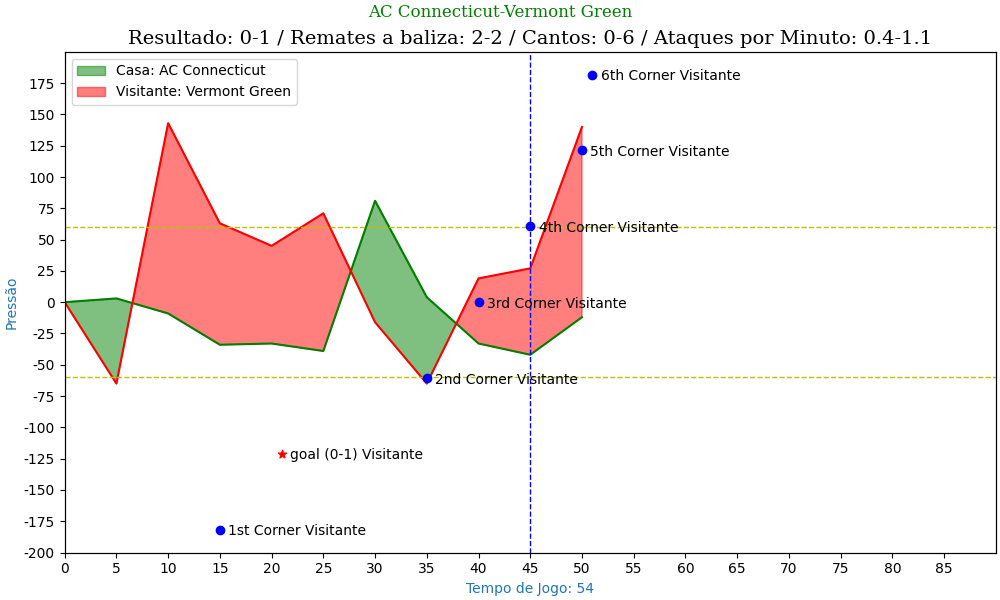 AC Connecticut-Vermont Green
Resultado: 0-1 / Remates a baliza: 2-2 / Cantos: 0-6 / Ataques por Minuto: 0.4-1.1
Casa: AC Connecticut
Visitante: Vermont Green
6th Corner Visitante
5th Corner Visitante
4th Corner Visitante
3rd Corner Visitante
2nd Corner Visitante
goal (0-1) Visitante
1st Corner Visitante
Pressão
175
150
125
100
75
50
25
0
-25
-50
-75
-100
-125
-150
-175
-200
0 5 10 15 20 25 30 35 40 45 50 55 60 65 70 75 80 85
Tempo de Jogo: 54